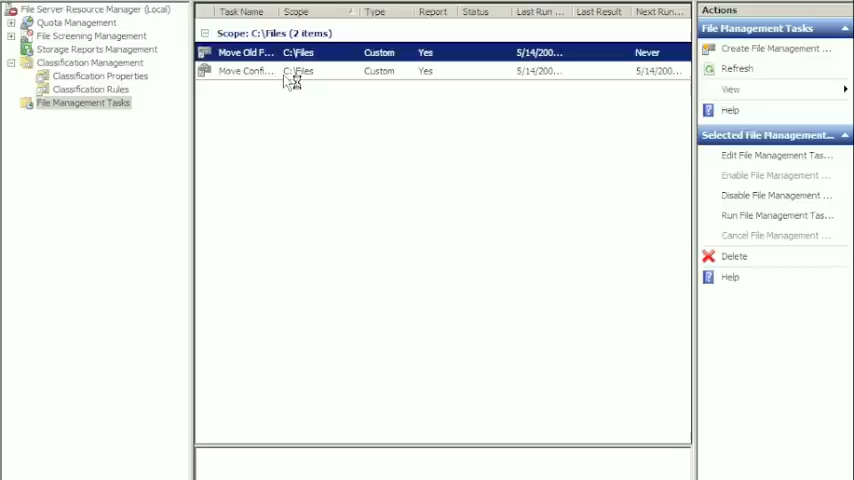 File Server Resource Manager (Local)
Quota Management
File Screening Management
Storage Reports Management
Classification Management
Classification Properties
Classification Rules
File Management Tasks
Task Name Scope Type Report Status Last Run ... Last Result Next Run...
Scope: C:\Files (2 items)
Move Old F... C:\Files Custom Yes 5/14/200... Never
Move Confi... C:\Files Custom Yes 5/14/200... 5/14/200...
Actions
File Management Tasks
Create File Management ...
Refresh
View
Help
Selected File Management...
Edit File Management Tas...
Enable File Management ...
Disable File Management ...
Run File Management Tas...
Cancel File Management ...
Delete
Help